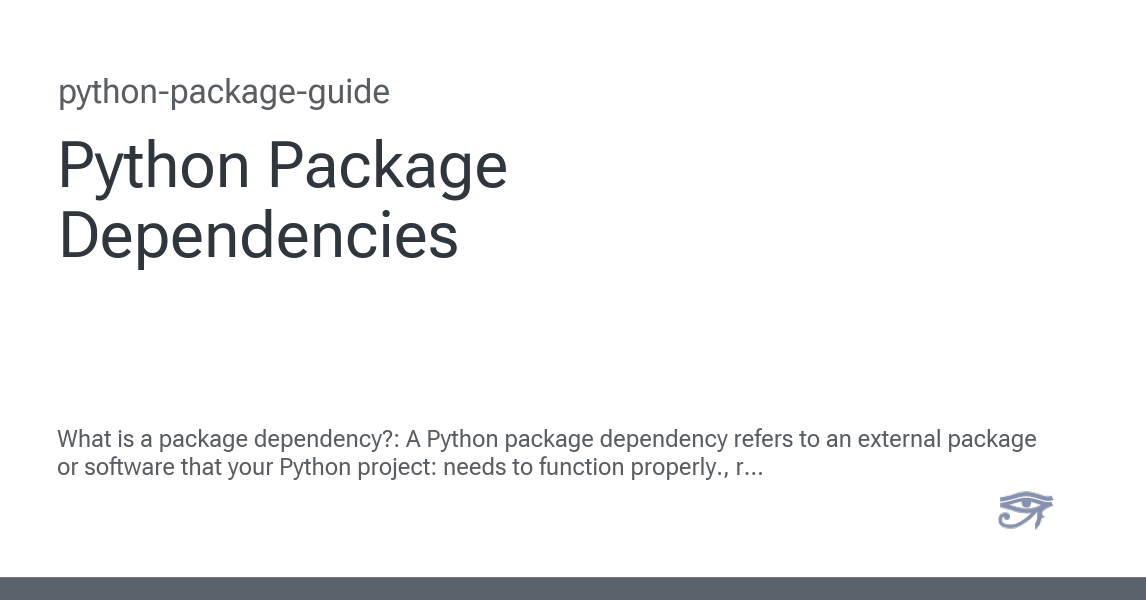 python-package-guide
Python Package
Dependencies
What is a package dependency?: A Python package dependency refers to an external package
or software that your Python project: needs to function properly., r...